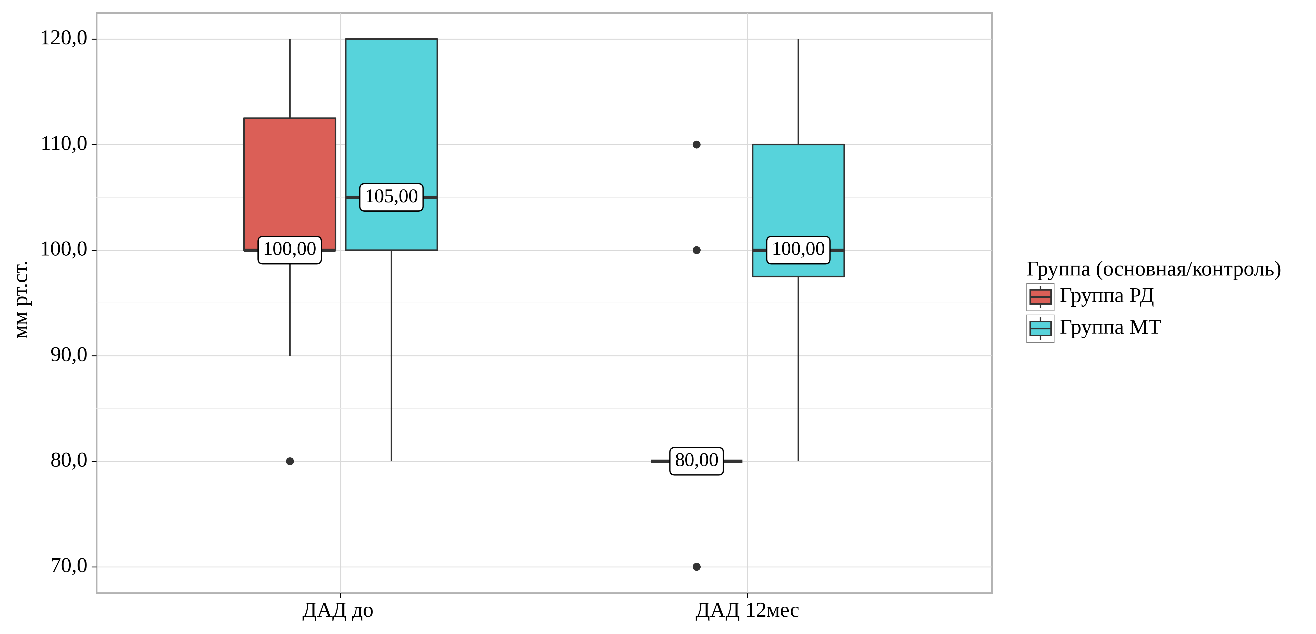 120,0
110,0
100,0
90,0
80,0
70,0
мм рт.ст.
100,00
105,00
80,00
100,00
ДАД до
ДАД 12мес
Группа (основная/контроль)
Группа РД
Группа МТ